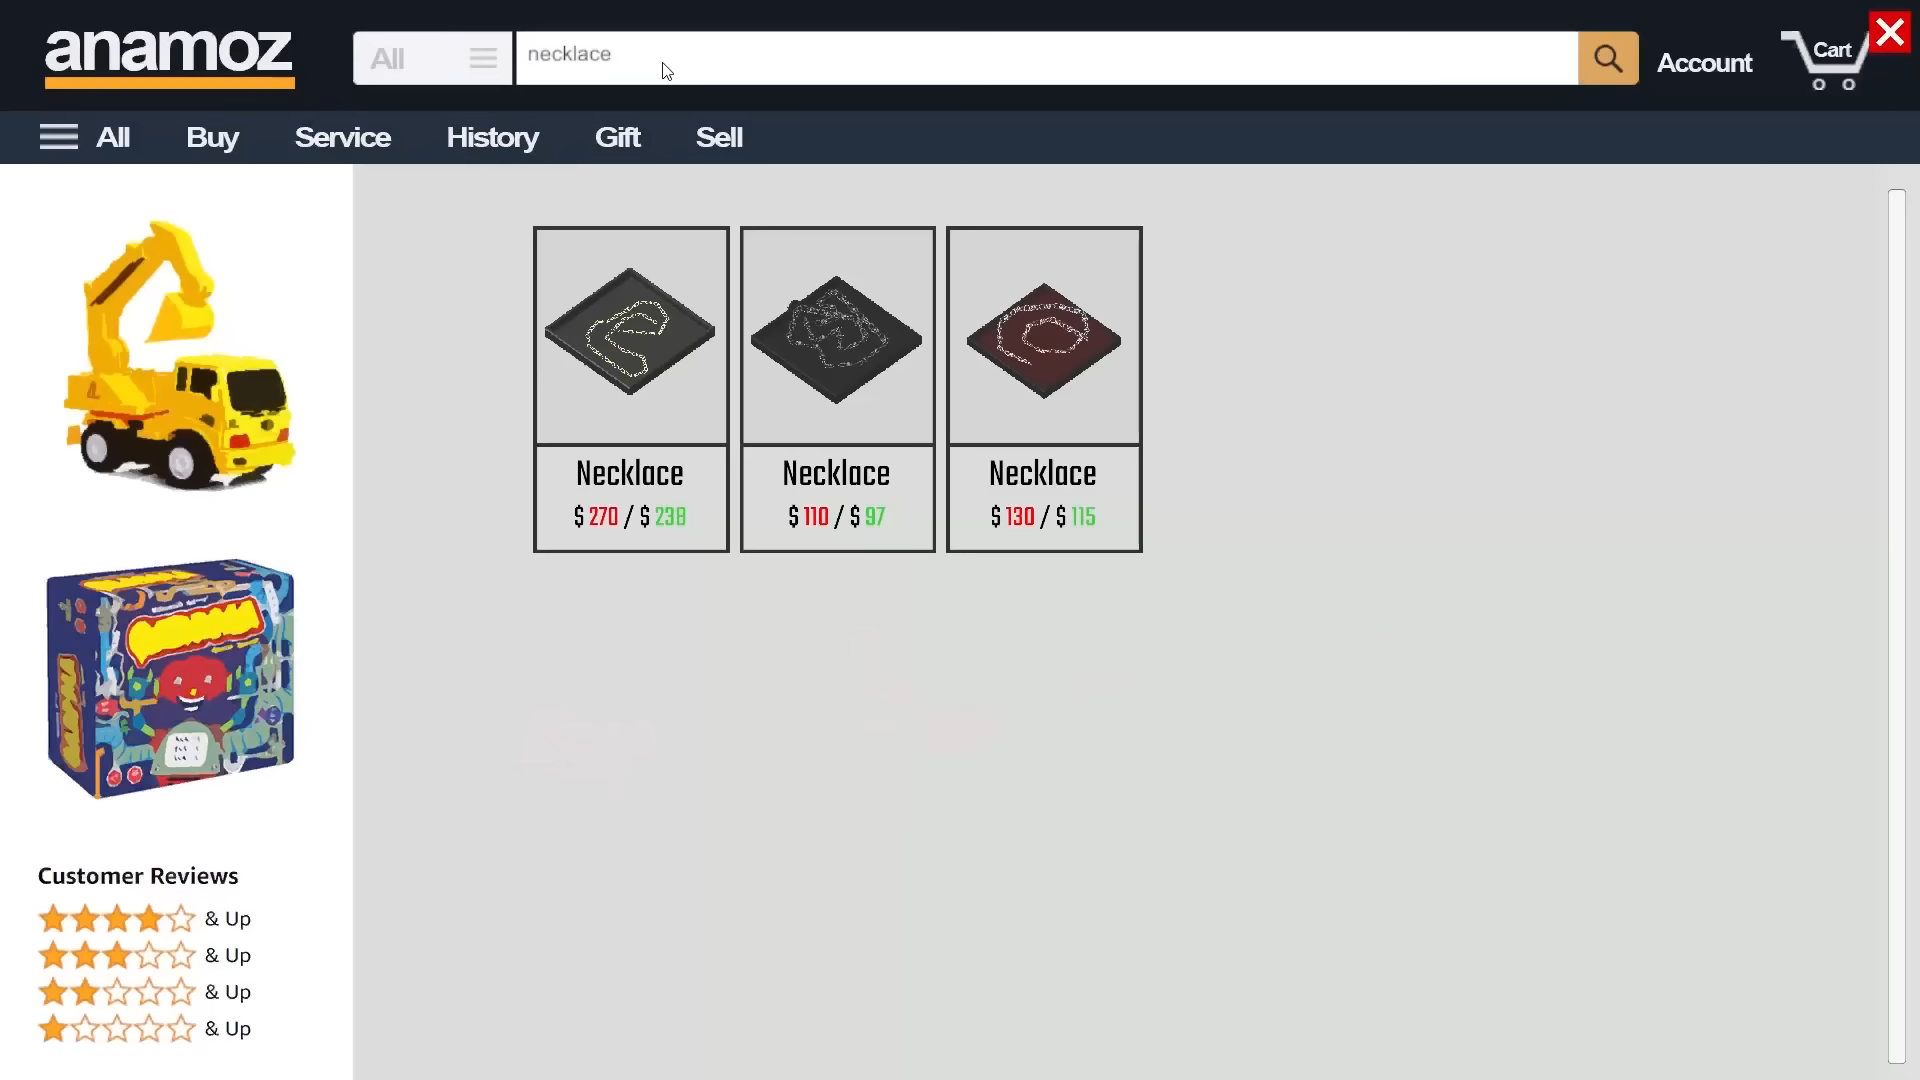 anamoz
All
necklace
Account
Cart
All Buy Service History Gift Sell
Necklace
$ 270 / $ 238
Necklace
$ 110 / $ 97
Necklace
$ 130 / $ 115
Customer Reviews
& Up
& Up
& Up
& Up